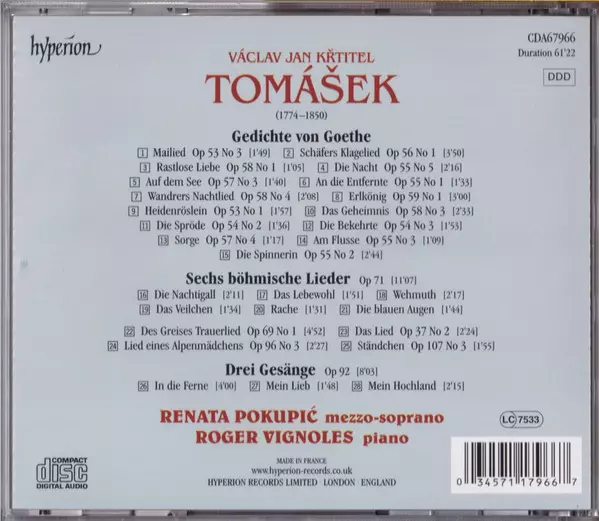 hyperion
CDA67966
Duration 61'22
DDD
VÁCLAV JAN KŘTITEL
TOMÁŠEK
(1774–1850)
Gedichte von Goethe
1 Mailied Op 53 No 3 [1'49] 2 Schäfers Klagelied Op 56 No 1 [3'50]
3 Rastlose Liebe Op 58 No 1 [1'05] 4 Die Nacht Op 55 No 5 [2'16]
5 Auf dem See Op 57 No 3 [1'40] 6 An die Entfernte Op 55 No 1 [1'33]
7 Wandrers Nachtlied Op 58 No 4 [2'08] 8 Erlkönig Op 59 No 1 [3'00]
9 Heidenröslein Op 53 No 1 [1'57] 10 Das Geheimnis Op 58 No 3 [2'33]
11 Die Spröde Op 54 No 2 [1'36] 12 Die Bekehrte Op 54 No 3 [1'53]
13 Sorge Op 57 No 4 [1'17] 14 Am Flusse Op 55 No 3 [1'09]
15 Die Spinnerin Op 55 No 2 [2'44]
Sechs böhmische Lieder Op 71 [11'07]
16 Die Nachtigall [2'11] 17 Das Lebewohl [1'51] 18 Wehmuth [2'17]
19 Das Veilchen [1'34] 20 Rache [1'31] 21 Die blauen Augen [1'44]
22 Des Greises Trauerlied Op 69 No 1 [4'52] 23 Das Lied Op 37 No 2 [2'24]
24 Lied eines Alpenmädchens Op 96 No 3 [2'27] 25 Ständchen Op 107 No 3 [1'55]
Drei Gesänge Op 92 [8'03]
26 In die Ferne [4'00] 27 Mein Lieb [1'48] 28 Mein Hochland [2'15]
RENATA POKUPIĆ mezzo-soprano
ROGER VIGNOLES piano
LC 7533
COMPACT
disc
DIGITAL AUDIO
MADE IN FRANCE
www.hyperion-records.co.uk
HYPERION RECORDS LIMITED LONDON ENGLAND
0 34571 17966 7